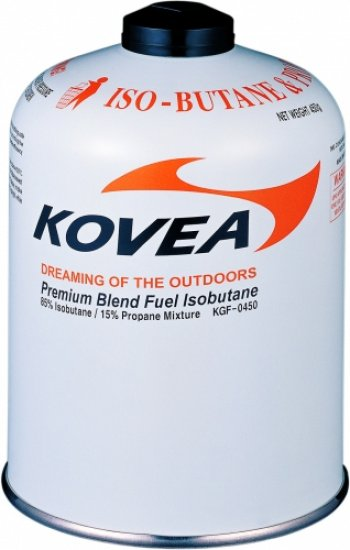 ISO-BUTANE &
NET WEIGHT 450g
KOVEA
DREAMING OF THE OUTDOORS
Premium Blend Fuel Isobutane
85% Isobutane / 15% Propane Mixture KGF-0450